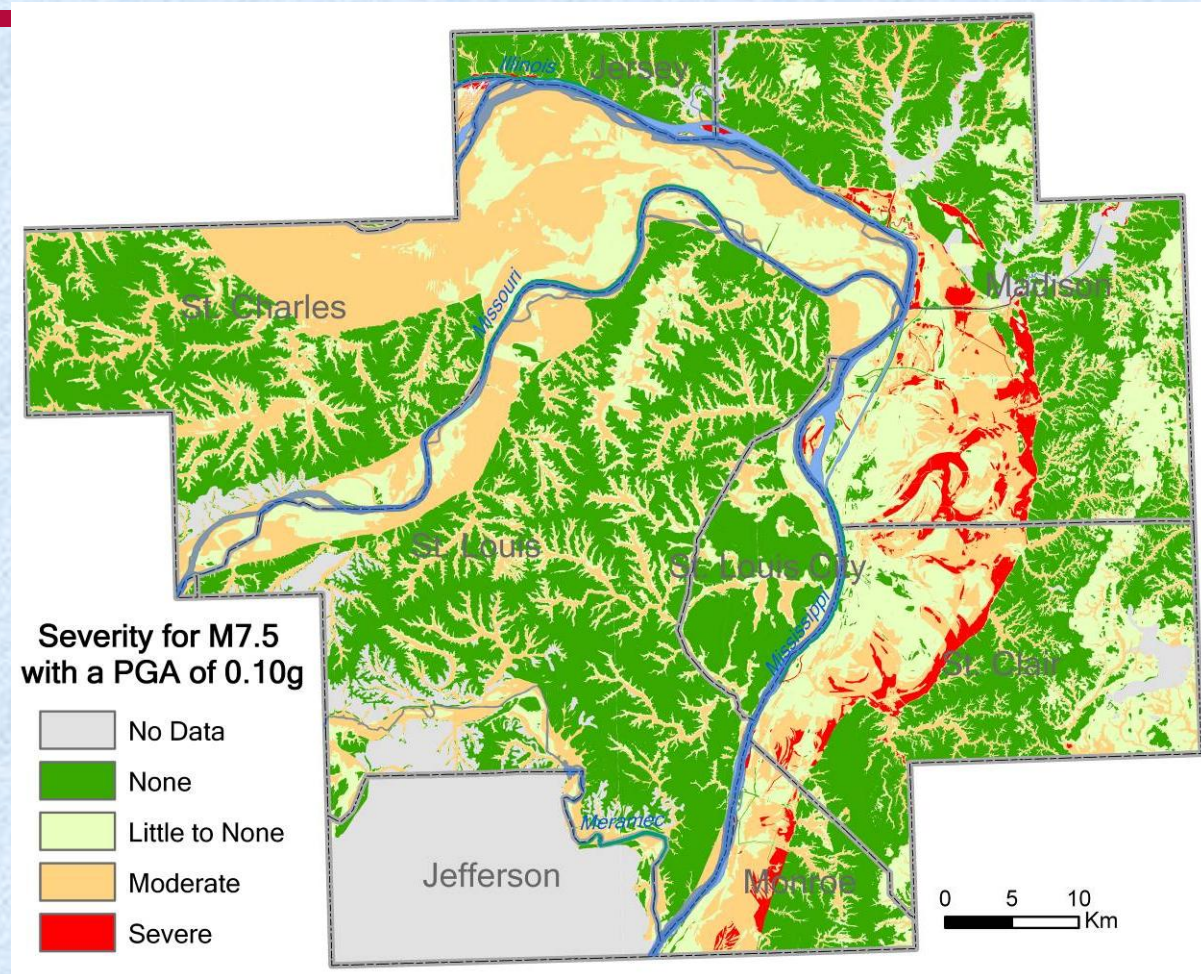 Illinois
Jersey
Madison
St. Charles
Missouri
St. Louis
St. Louis City
Mississippi
St. Clair
Severity for M7.5
with a PGA of 0.10g
No Data
None
Little to None
Moderate
Severe
Meramec
Jefferson
Monroe
0 5 10
Km